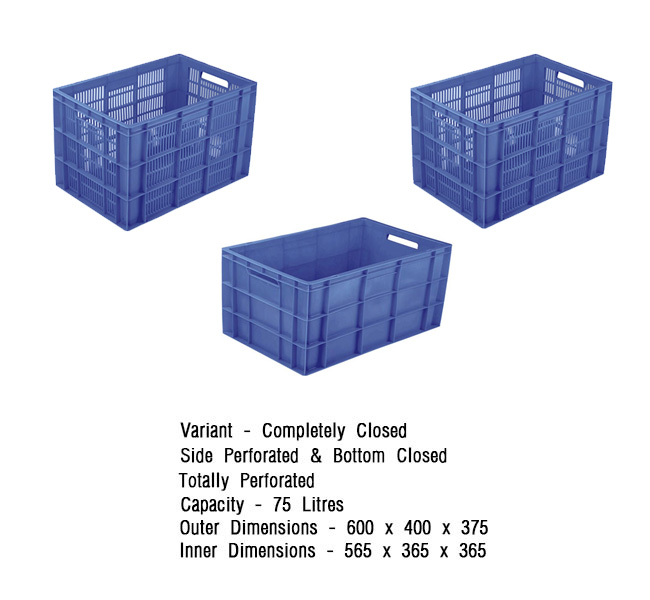 Variant - Completely Closed
Side Perforated & Bottom Closed
Totally Perforated
Capacity - 75 Litres
Outer Dimensions - 600 x 400 x 375
Inner Dimensions - 565 x 365 x 365